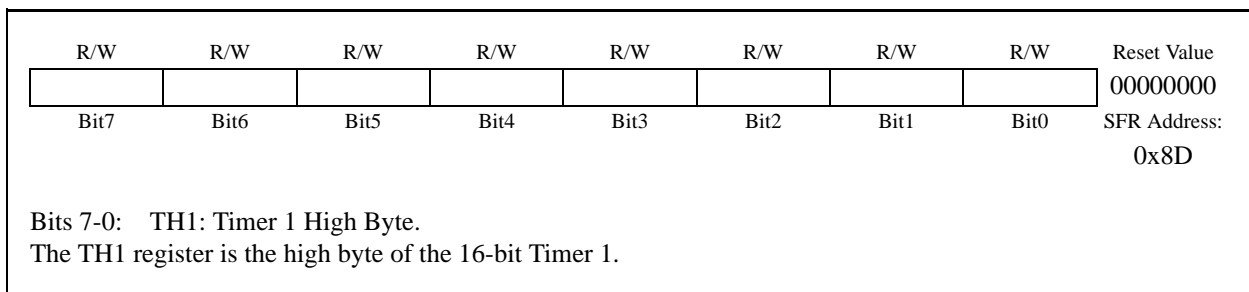 R/W R/W R/W R/W R/W R/W R/W R/W Reset Value
00000000
Bit7 Bit6 Bit5 Bit4 Bit3 Bit2 Bit1 Bit0 SFR Address:
0x8D
Bits 7-0: TH1: Timer 1 High Byte.
The TH1 register is the high byte of the 16-bit Timer 1.